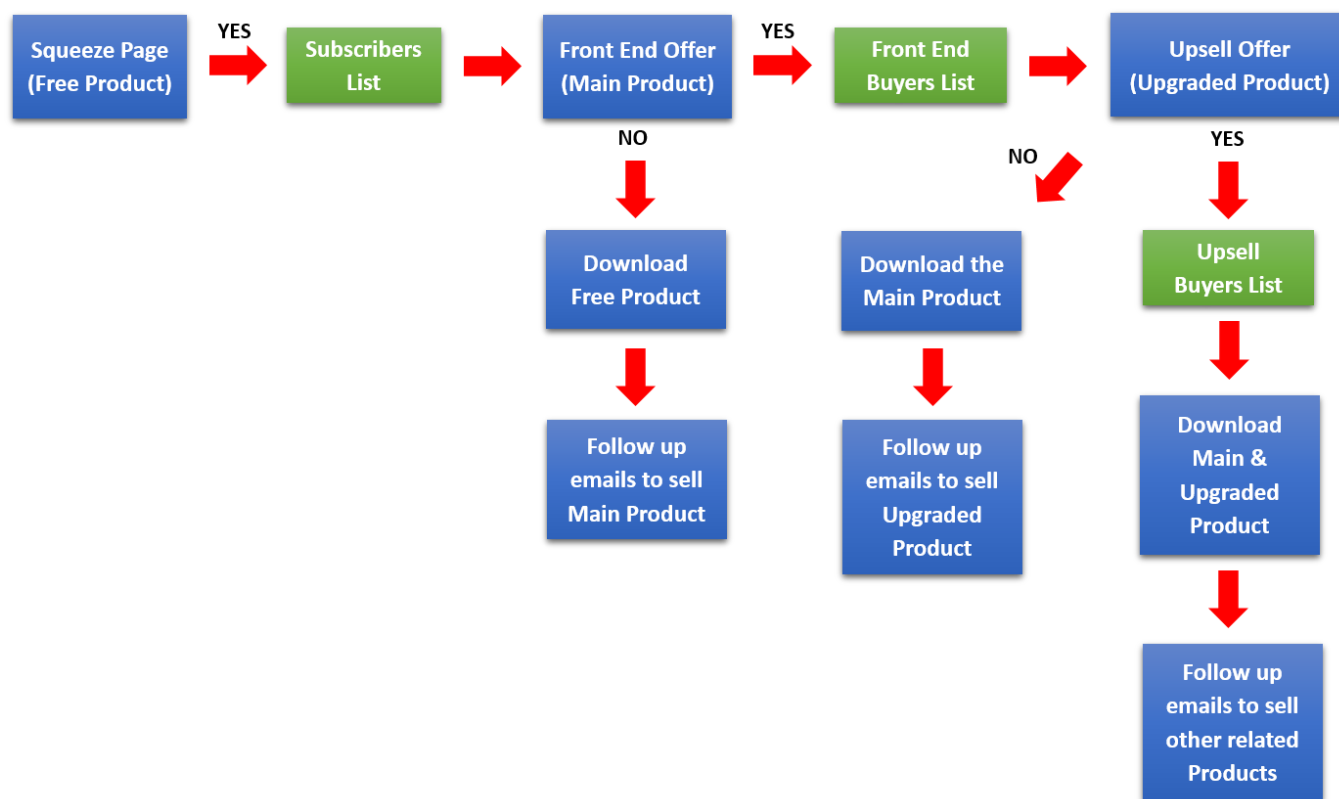 Squeeze Page
(Free Product)
YES
Subscribers
List
Front End Offer
(Main Product)
YES
Front End
Buyers List
Upsell Offer
(Upgraded Product)
NO
Download
Free Product
Follow up
emails to sell
Main Product
NO
Download the
Main Product
Follow up
emails to sell
Upgraded
Product
YES
Upsell
Buyers List
Download
Main &
Upgraded
Product
Follow up
emails to sell
other related
Products